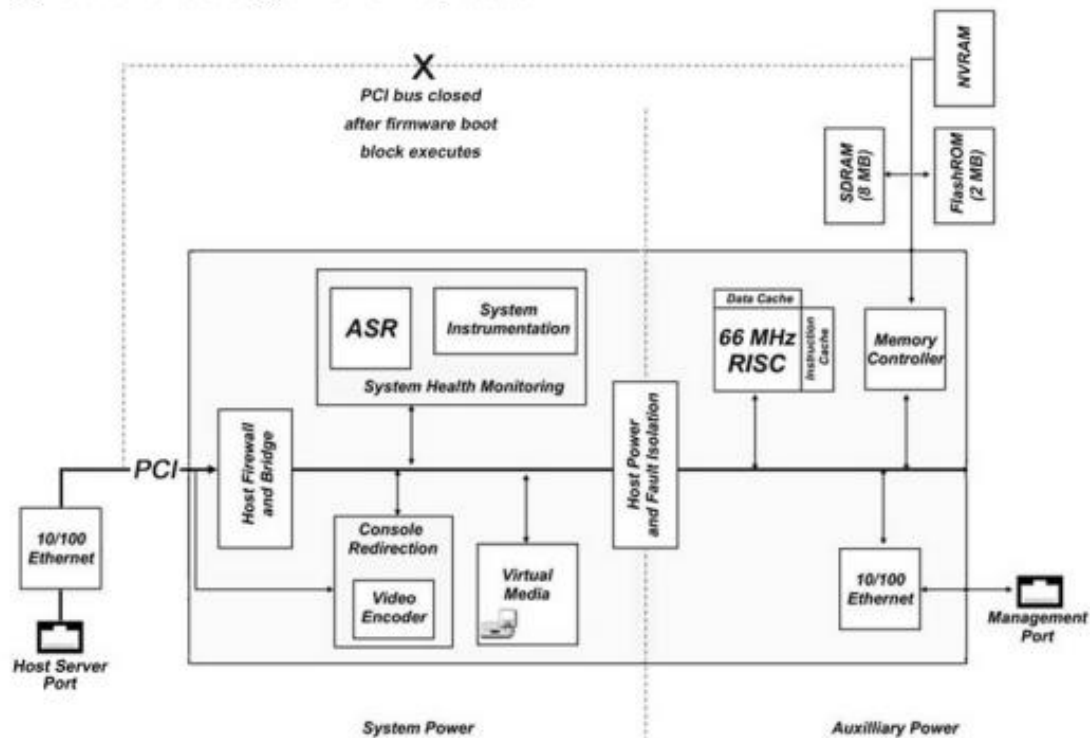 PCI bus closed
after firmware boot
block executes
NVRAM
SDRAM
(8 MB)
FlashROM
(2 MB)
ASR
System
Instrumentation
System Health Monitoring
Data Cache
66 MHz
RISC
Instruction
Cache
Memory
Controller
PCI
Host Firewall
and Bridge
Host Power
and Fault Isolation
10/100
Ethernet
Console
Redirection
Video
Encoder
Virtual
Media
10/100
Ethernet
Management
Port
Host Server
Port
System Power
Auxilliary Power